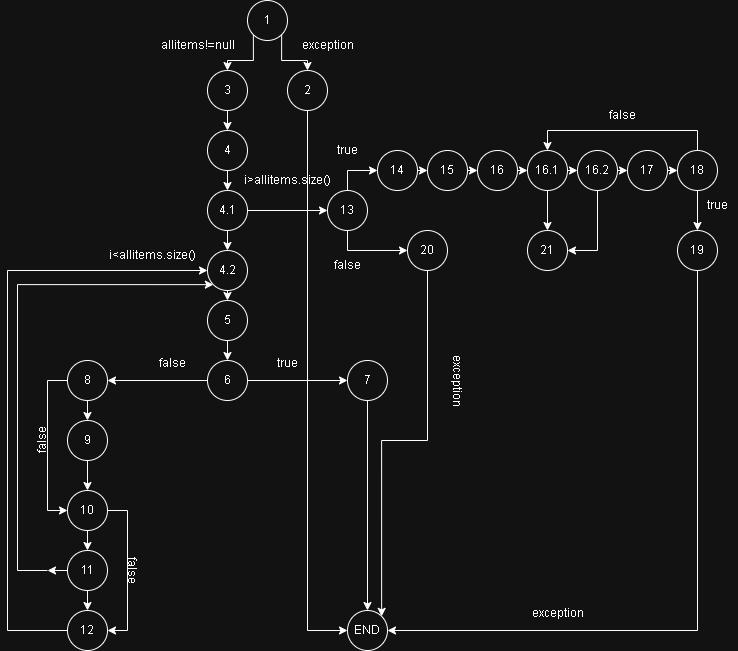 1
allitems!=null
exception
3
2
4
false
true
14
15
16
16.1
16.2
17
18
i>allitems.size()
4.1
13
true
i<allitems.size()
false
20
21
19
4.2
5
false
true
exception
8
6
7
false
9
10
false
11
12
END
exception